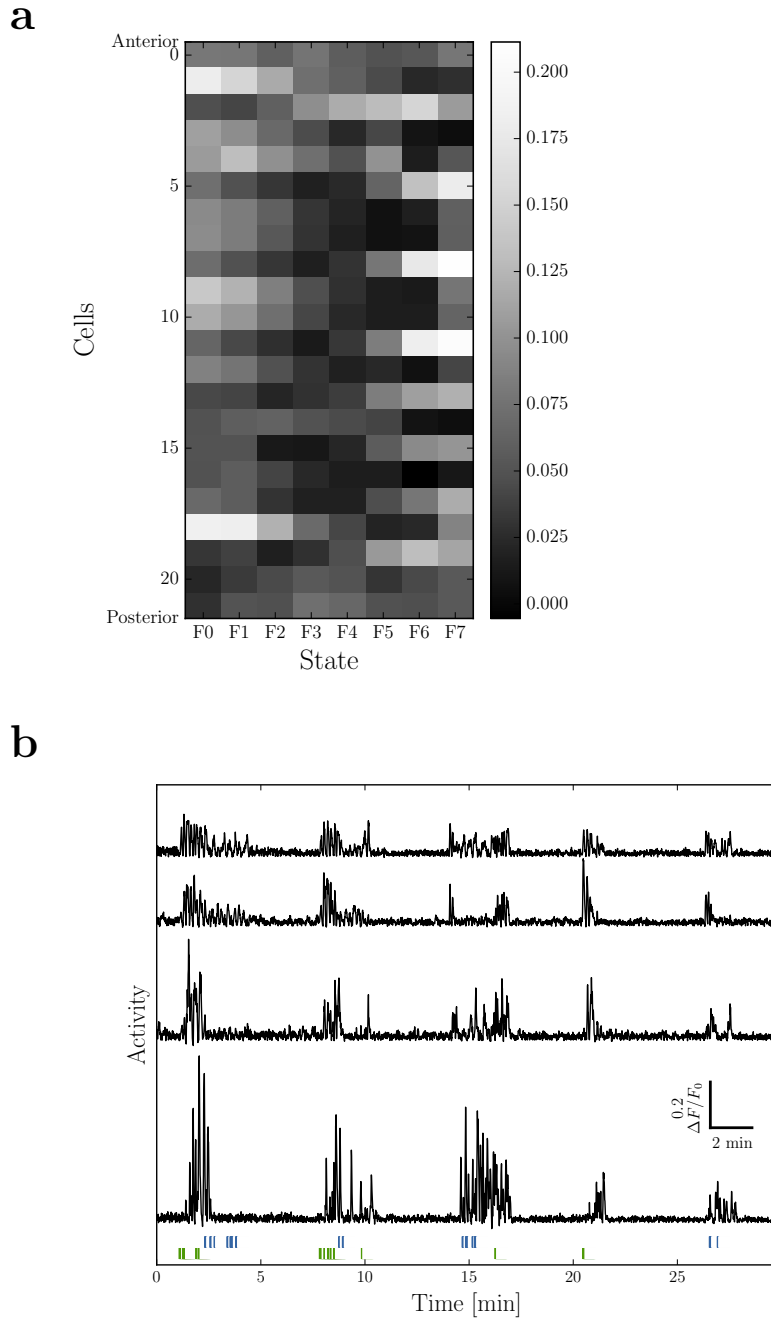 a
Anterior
0
5
10
15
20
Posterior
Cells
F0 F1 F2 F3 F4 F5 F6 F7
State
0.200
0.175
0.150
0.125
0.100
0.075
0.050
0.025
0.000
b
Activity
0.2
ΔF/F₀
2 min
0 5 10 15 20 25
Time [min]